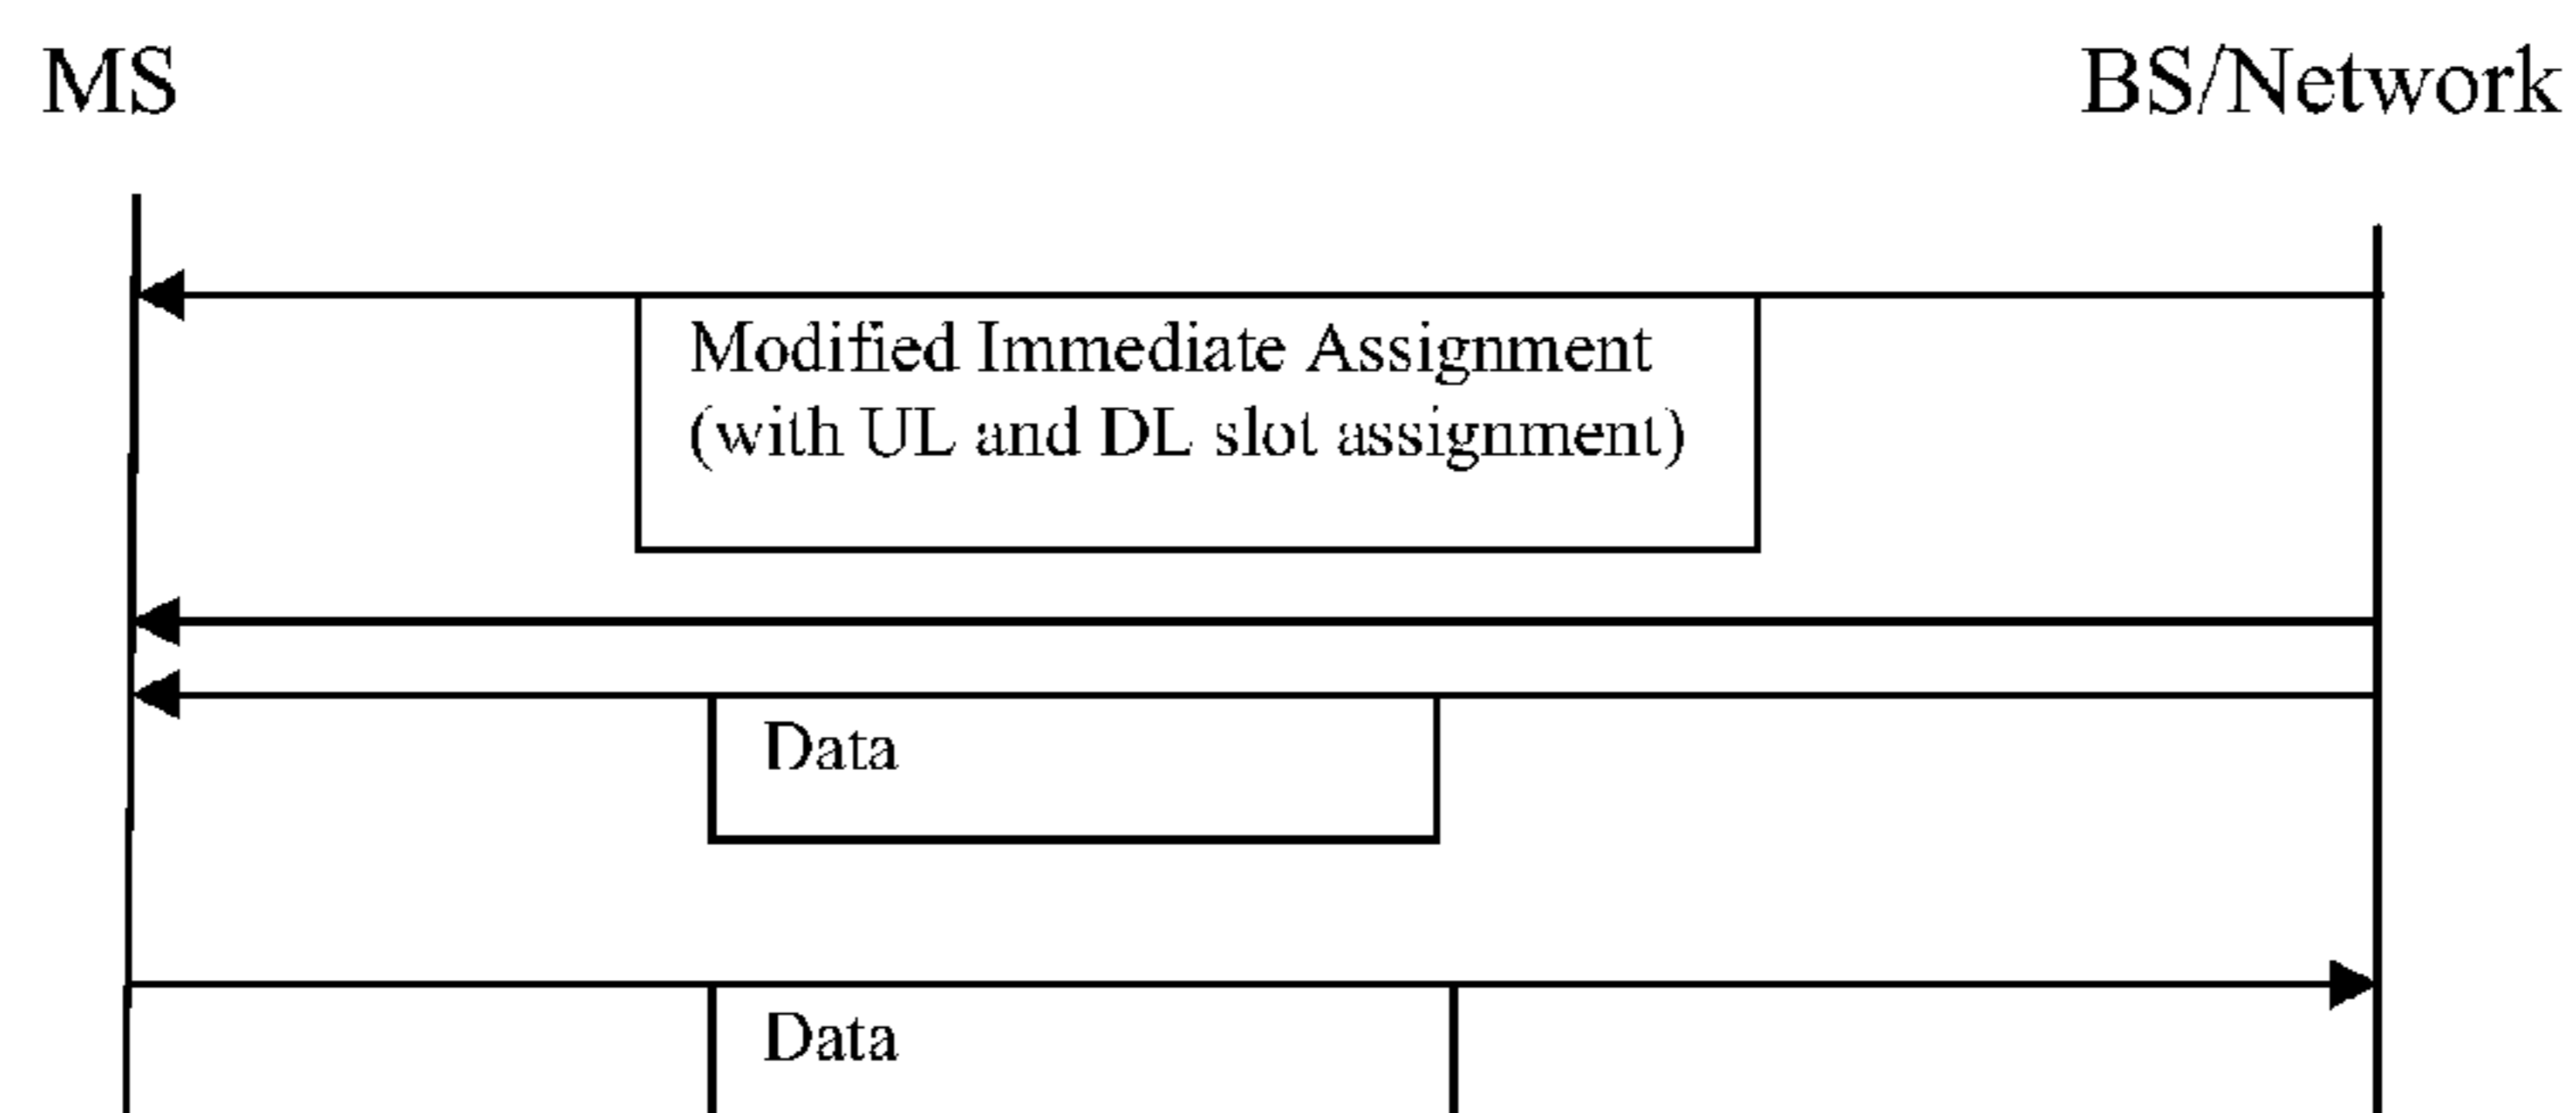 MS
BS/Network
Modified Immediate Assignment
(with UL and DL slot assignment)
Data
Data